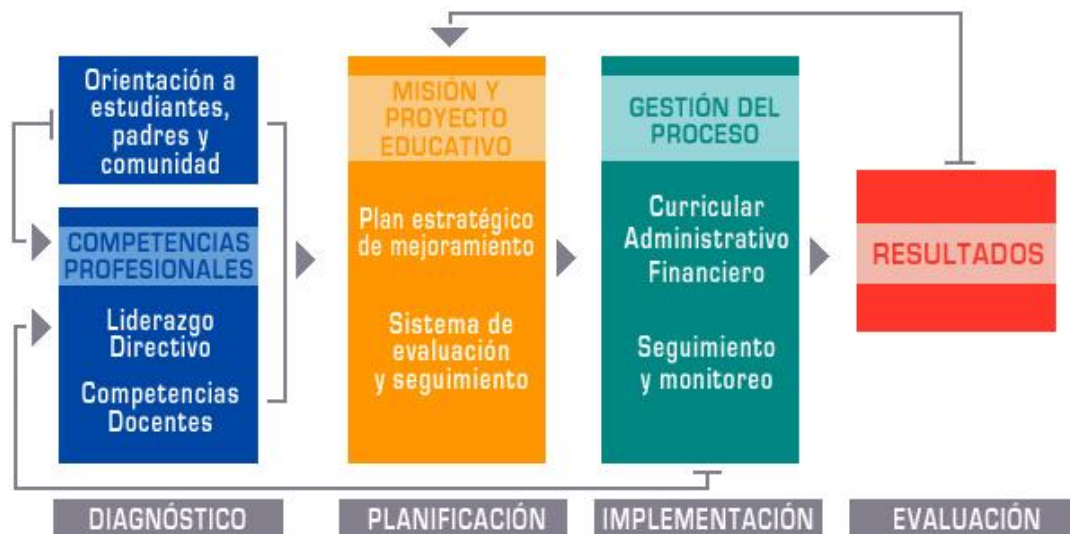 Orientación a
estudiantes,
padres y
comunidad
COMPETENCIAS
PROFESIONALES
Liderazgo
Directivo
Competencias
Docentes
MISIÓN Y
PROYECTO
EDUCATIVO
Plan estratégico
de mejoramiento
Sistema de
evaluación
y seguimiento
GESTIÓN DEL
PROCESO
Curricular
Administrativo
Financiero
Seguimiento
y monitoreo
RESULTADOS
DIAGNÓSTICO
PLANIFICACIÓN
IMPLEMENTACIÓN
EVALUACIÓN